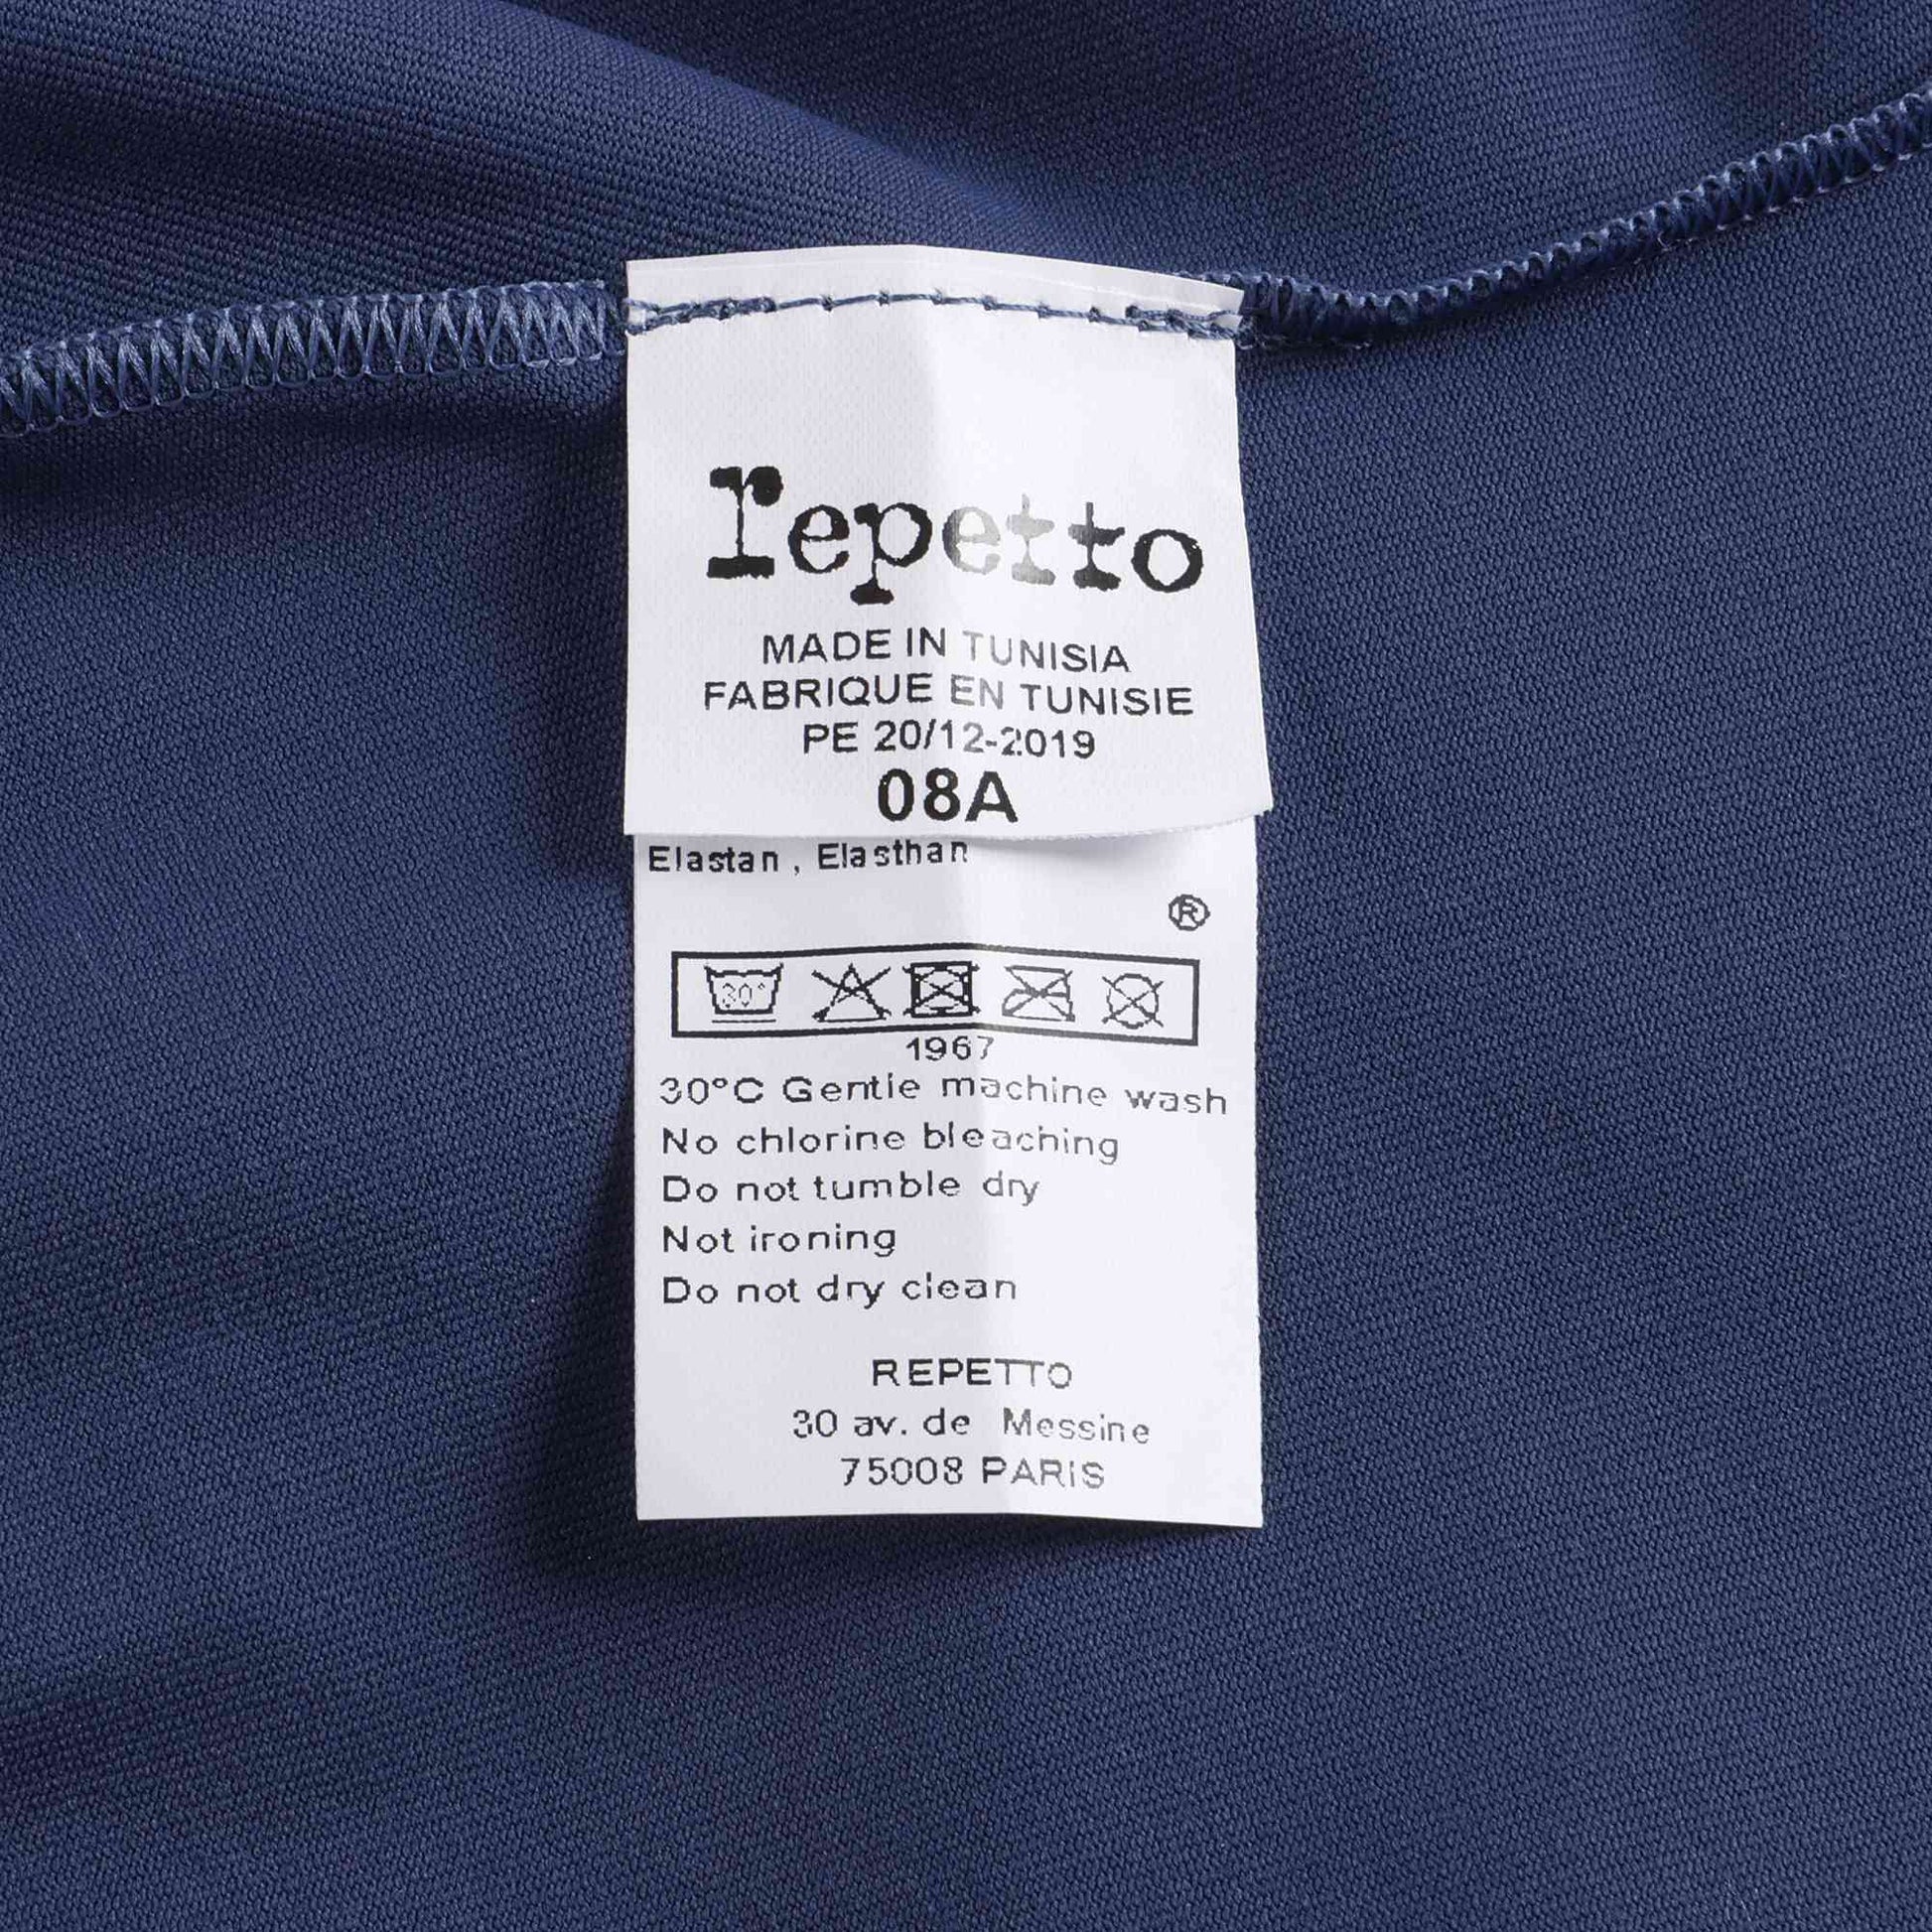 repetto
MADE IN TUNISIA
FABRIQUE EN TUNISIE
PE 20/12-2019
08A
Elastan , Elasthan
®
30°
1967
30°C Gentle machine wash
No chlorine bleaching
Do not tumble dry
Not ironing
Do not dry clean
REPETTO
30 av. de Messine
75008 PARIS